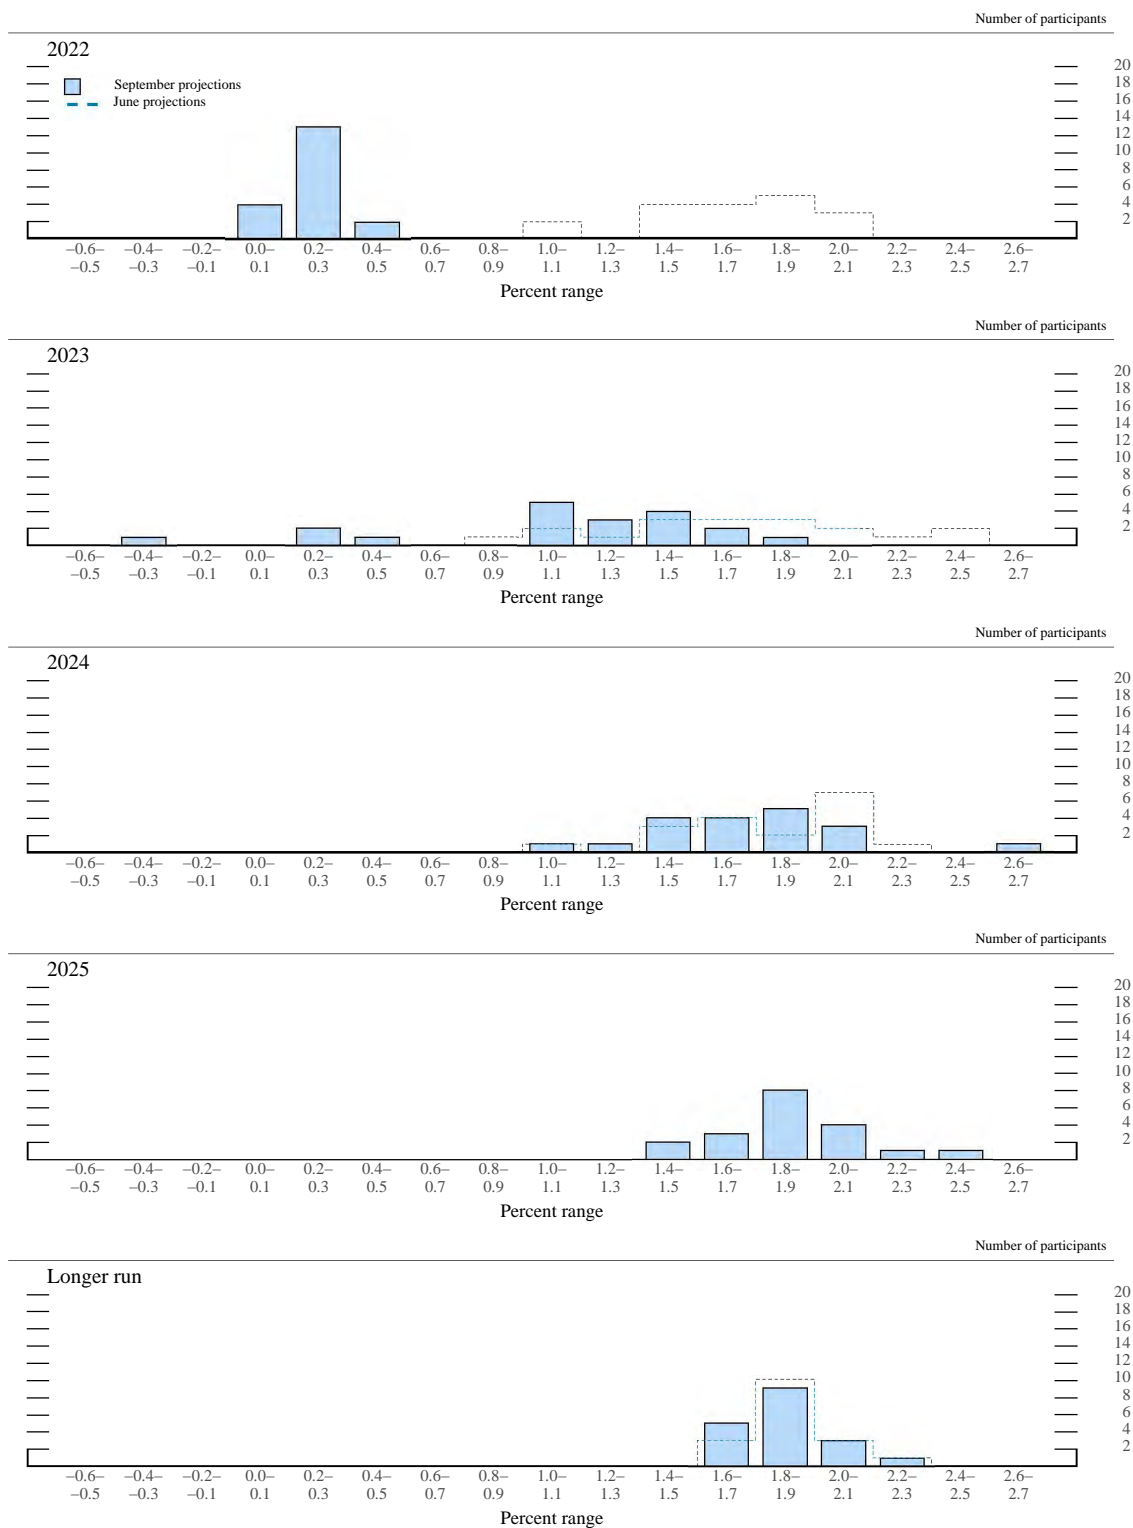 Number of participants
2022
September projections
June projections
20
18
16
14
12
10
8
6
4
2
–0.6– –0.4– –0.2– 0.0– 0.2– 0.4– 0.6– 0.8– 1.0– 1.2– 1.4– 1.6– 1.8– 2.0– 2.2– 2.4– 2.6–
–0.5 –0.3 –0.1 0.1 0.3 0.5 0.7 0.9 1.1 1.3 1.5 1.7 1.9 2.1 2.3 2.5 2.7
Percent range
Number of participants
2023
20
18
16
14
12
10
8
6
4
2
–0.6– –0.4– –0.2– 0.0– 0.2– 0.4– 0.6– 0.8– 1.0– 1.2– 1.4– 1.6– 1.8– 2.0– 2.2– 2.4– 2.6–
–0.5 –0.3 –0.1 0.1 0.3 0.5 0.7 0.9 1.1 1.3 1.5 1.7 1.9 2.1 2.3 2.5 2.7
Percent range
Number of participants
2024
20
18
16
14
12
10
8
6
4
2
–0.6– –0.4– –0.2– 0.0– 0.2– 0.4– 0.6– 0.8– 1.0– 1.2– 1.4– 1.6– 1.8– 2.0– 2.2– 2.4– 2.6–
–0.5 –0.3 –0.1 0.1 0.3 0.5 0.7 0.9 1.1 1.3 1.5 1.7 1.9 2.1 2.3 2.5 2.7
Percent range
Number of participants
2025
20
18
16
14
12
10
8
6
4
2
–0.6– –0.4– –0.2– 0.0– 0.2– 0.4– 0.6– 0.8– 1.0– 1.2– 1.4– 1.6– 1.8– 2.0– 2.2– 2.4– 2.6–
–0.5 –0.3 –0.1 0.1 0.3 0.5 0.7 0.9 1.1 1.3 1.5 1.7 1.9 2.1 2.3 2.5 2.7
Percent range
Number of participants
Longer run
20
18
16
14
12
10
8
6
4
2
–0.6– –0.4– –0.2– 0.0– 0.2– 0.4– 0.6– 0.8– 1.0– 1.2– 1.4– 1.6– 1.8– 2.0– 2.2– 2.4– 2.6–
–0.5 –0.3 –0.1 0.1 0.3 0.5 0.7 0.9 1.1 1.3 1.5 1.7 1.9 2.1 2.3 2.5 2.7
Percent range